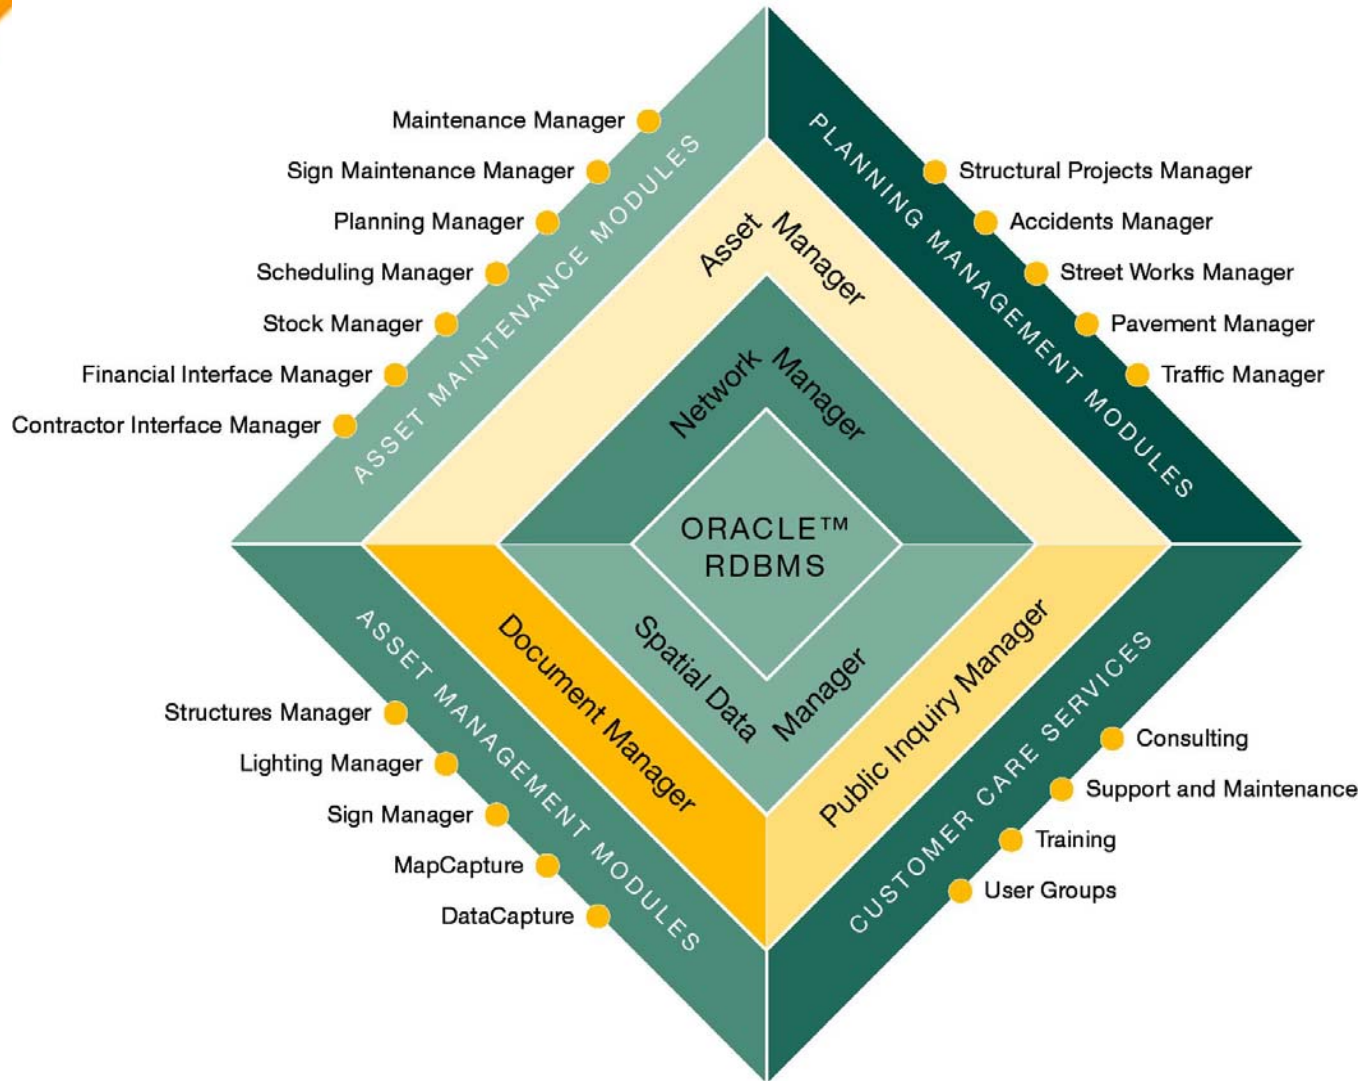 Maintenance Manager
Sign Maintenance Manager
Planning Manager
Scheduling Manager
Stock Manager
Financial Interface Manager
Contractor Interface Manager
ASSET MAINTENANCE MODULES
PLANNING MANAGEMENT MODULES
Structural Projects Manager
Accidents Manager
Street Works Manager
Pavement Manager
Traffic Manager
Asset Manager
Network Manager
ORACLE™
RDBMS
Spatial Data Manager
Document Manager
Public Inquiry Manager
ASSET MANAGEMENT MODULES
Structures Manager
Lighting Manager
Sign Manager
MapCapture
DataCapture
CUSTOMER CARE SERVICES
Consulting
Support and Maintenance
Training
User Groups